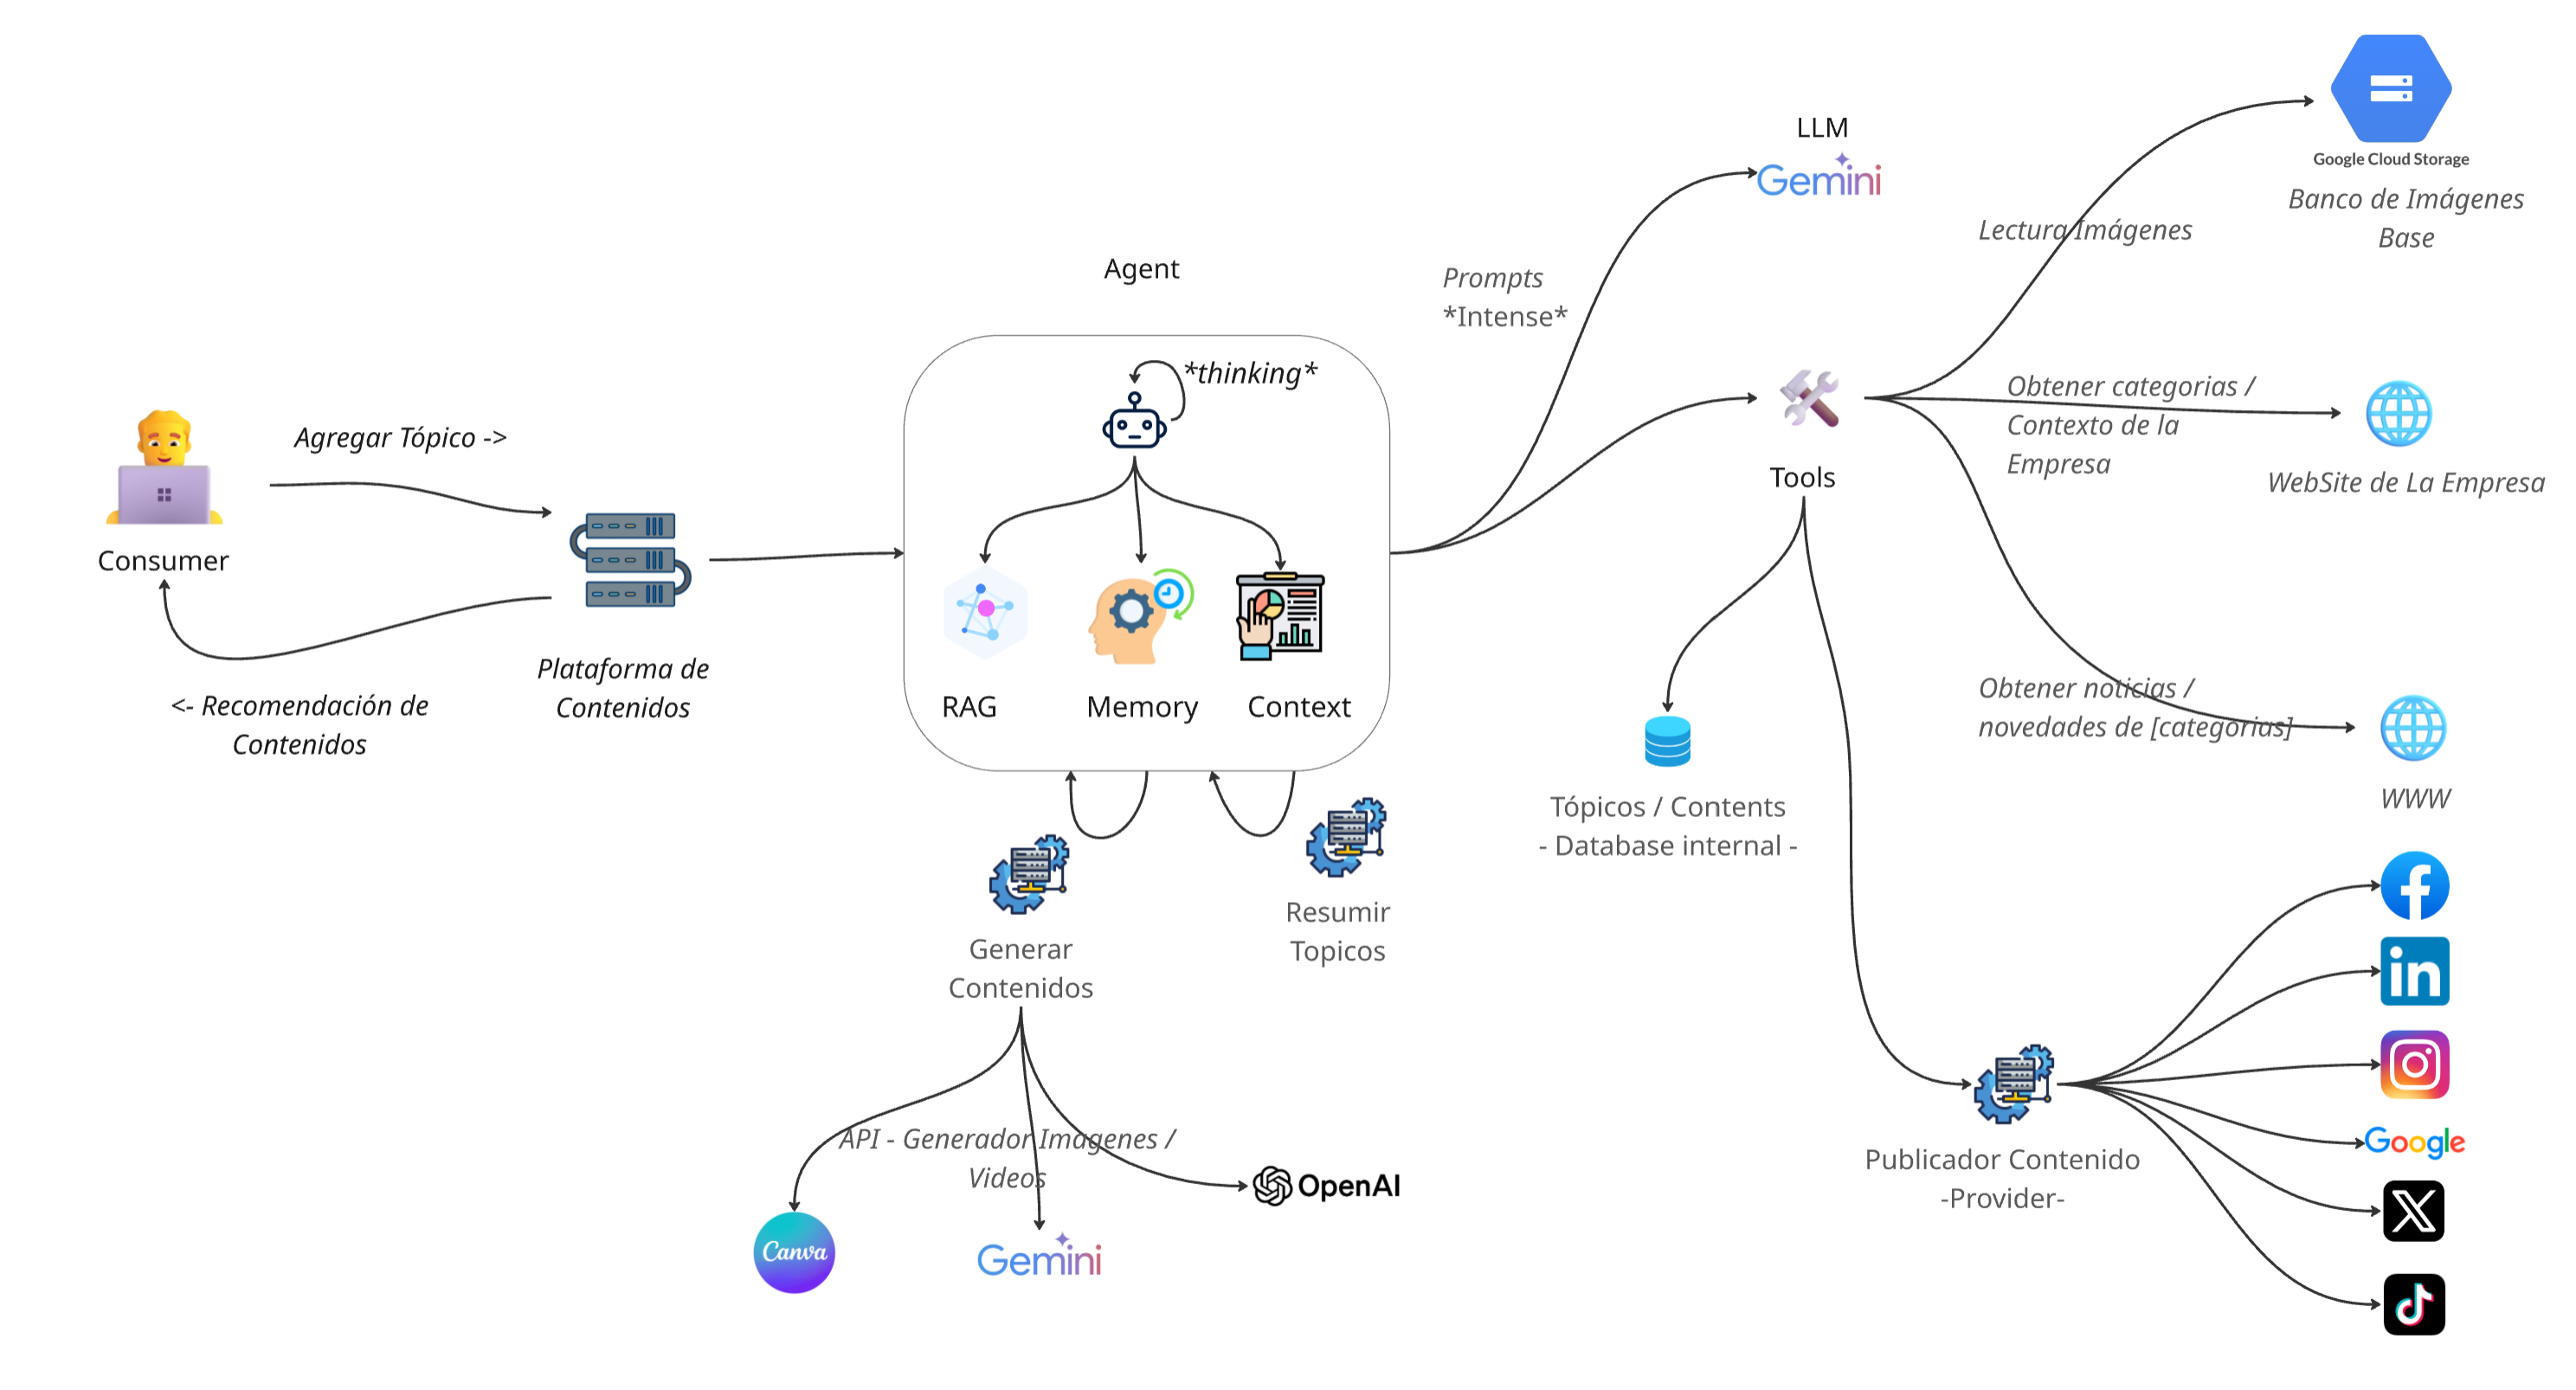 Agent
*thinking*
Agregar Tópico ->
Consumer
<- Recomendación de
Contenidos
Plataforma de
Contenidos
RAG
Memory
Context
Generar
Contenidos
Resumir
Topicos
API - Generador Imagenes /
Videos
Canva
Gemini
OpenAI
Prompts
*Intense*
LLM
Gemini
Tools
Lectura Imágenes
Google Cloud Storage
Banco de Imágenes
Base
Obtener categorias /
Contexto de la
Empresa
WebSite de La Empresa
Obtener noticias /
novedades de [categorias]
WWW
Tópicos / Contents
- Database internal -
Publicador Contenido
-Provider-
f
in
Google
X